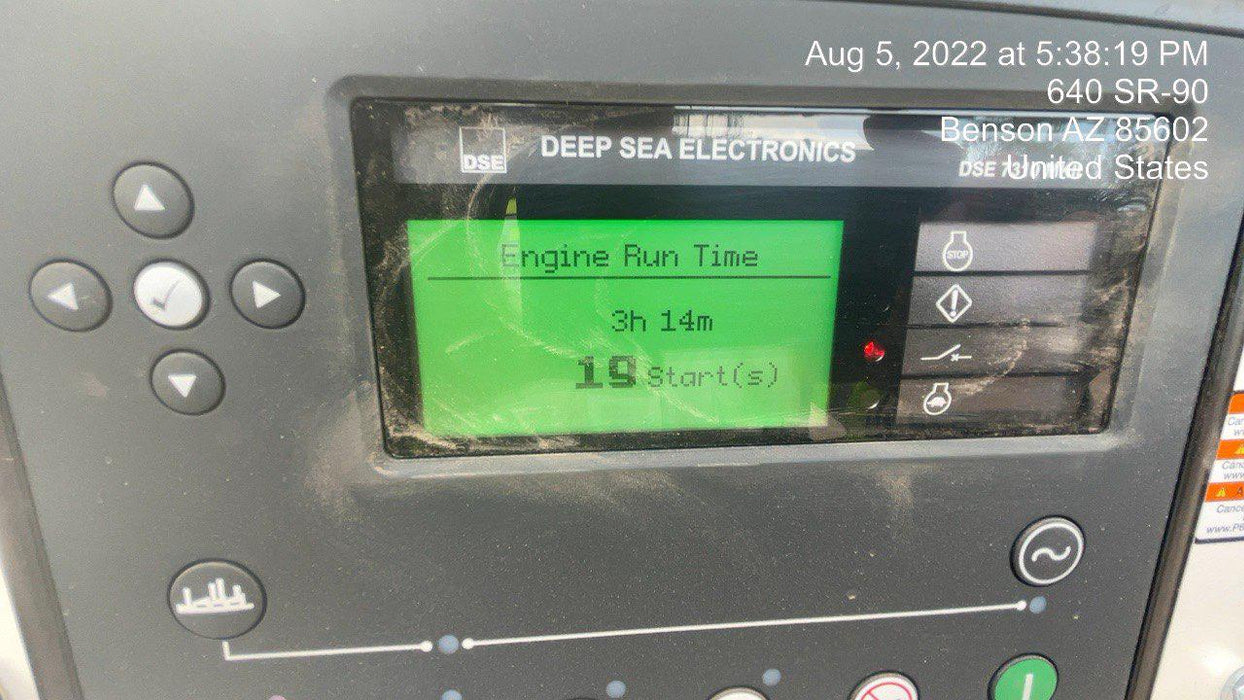 Aug 5, 2022 at 5:38:19 PM
640 SR-90
Benson AZ 85602
United States
DSE
DEEP SEA ELECTRONICS
DSE
Engine Run Time
3h 14m
19 Start(s)
STOP